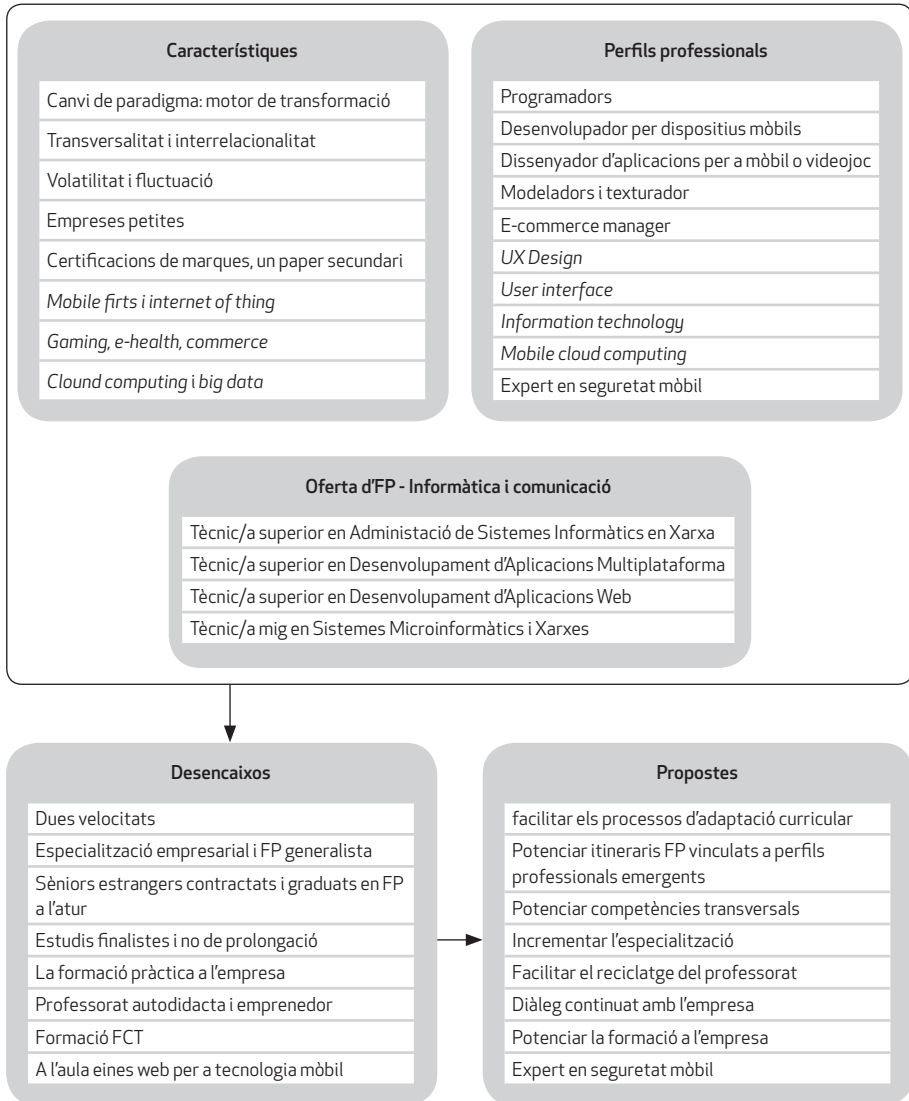 Característiques
Canvi de paradigma: motor de transformació
Transversalitat i interrelacionalitat
Volatilitat i fluctuació
Empreses petites
Certificacions de marques, un paper secundari
Mobile firts i internet of thing
Gaming, e-health, commerce
Clound computing i big data
Perfils professionals
Programadors
Desenvolupador per dispositius mòbils
Dissenyador d'aplicacions per a mòbil o videojoc
Modeladors i texturador
E-commerce manager
UX Design
User interface
Information technology
Mobile cloud computing
Expert en seguretat mòbil
Oferta d'FP - Informàtica i comunicació
Tècnic/a superior en Administació de Sistemes Informàtics en Xarxa
Tècnic/a superior en Desenvolupament d'Aplicacions Multiplataforma
Tècnic/a superior en Desenvolupament d'Aplicacions Web
Tècnic/a mig en Sistemes Microinformàtics i Xarxes
Desencaixos
Dues velocitats
Especialització empresarial i FP generalista
Sèniors estrangers contractats i graduats en FP
a l'atur
Estudis finalistes i no de prolongació
La formació pràctica a l'empresa
Professorat autodidacta i emprenedor
Formació FCT
A l'aula eines web per a tecnologia mòbil
Propostes
facilitar els processos d'adaptació curricular
Potenciar itineraris FP vinculats a perfils
professionals emergents
Potenciar competències transversals
Incrementar l'especialització
Facilitar el reciclatge del professorat
Diàleg continuat amb l'empresa
Potenciar la formació a l'empresa
Expert en seguretat mòbil